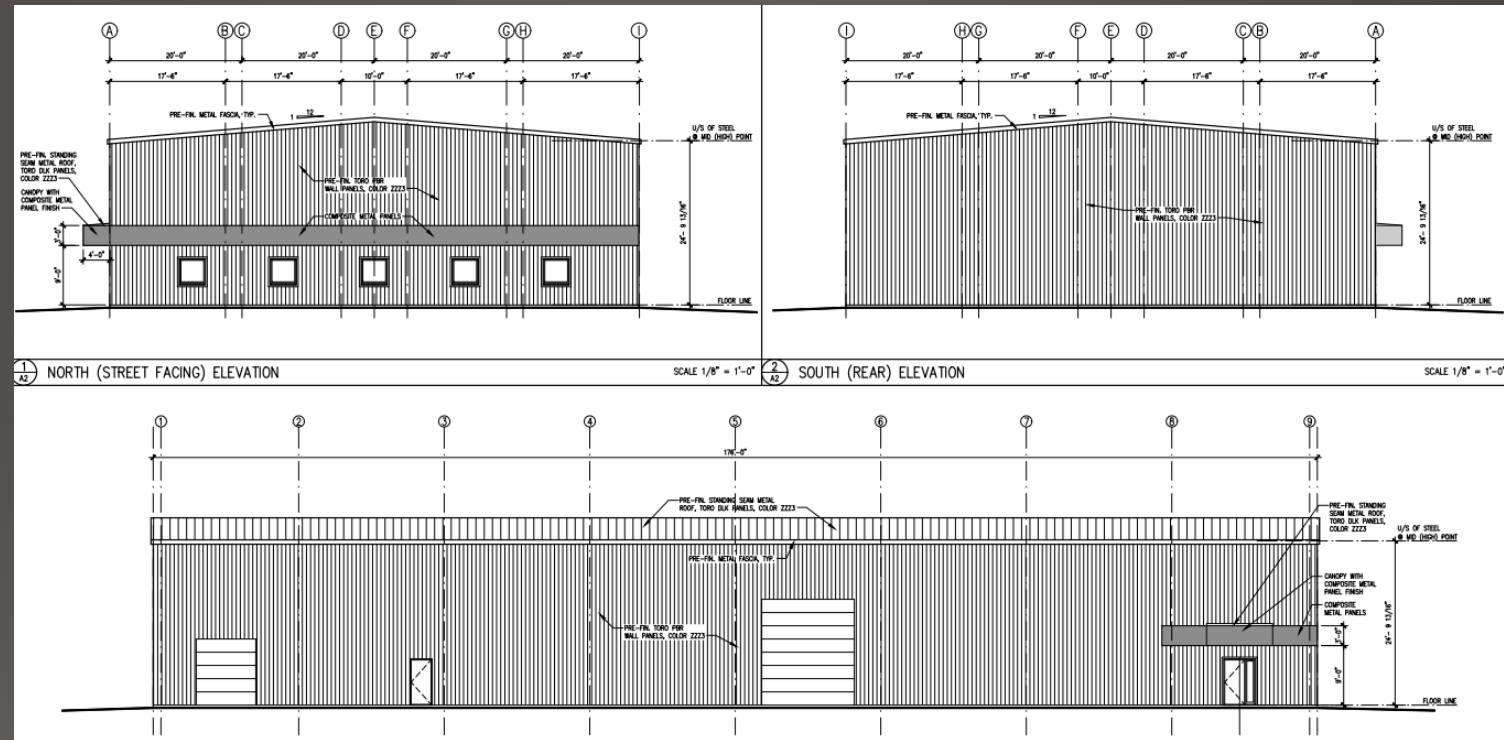 A B C D E F G H I
20'-0" 20'-0" 20'-0" 20'-0"
17'-6" 17'-6" 10'-0" 17'-6" 17'-6"
PRE-FIN. METAL FASCIA, TYP.
12
1
U/S OF STEEL
@ MID (HIGH) POINT
PRE-FIN. STANDING
SEAM METAL ROOF,
TORO DLK PANELS,
COLOR ZZZ3
CANOPY WITH
COMPOSITE METAL
PANEL FINISH
PRE-FIN. TORO PBR
WALL PANELS, COLOR ZZZ3
COMPOSITE METAL PANELS
3'-0"
4'-0"
9'-0"
24'- 9 13/16"
FLOOR LINE
1
A2
NORTH (STREET FACING) ELEVATION
SCALE 1/8" = 1'-0"
I H G F E D C B A
20'-0" 20'-0" 20'-0" 20'-0"
17'-6" 17'-6" 10'-0" 17'-6" 17'-6"
PRE-FIN. METAL FASCIA, TYP.
12
1
U/S OF STEEL
@ MID (HIGH) POINT
PRE-FIN. TORO PBR
WALL PANELS, COLOR ZZZ3
24'- 9 13/16"
FLOOR LINE
2
A2
SOUTH (REAR) ELEVATION
SCALE 1/8" = 1'-0"
1 2 3 4 5 6 7 8 9
176'-0"
PRE-FIN. STANDING SEAM METAL
ROOF, TORO DLK PANELS, COLOR ZZZ3
PRE-FIN. METAL FASCIA, TYP.
PRE-FIN. TORO PBR
WALL PANELS, COLOR ZZZ3
PRE-FIN. STANDING
SEAM METAL ROOF,
TORO DLK PANELS,
COLOR ZZZ3
U/S OF STEEL
@ MID (HIGH) POINT
CANOPY WITH
COMPOSITE METAL
PANEL FINISH
COMPOSITE
METAL PANELS
3'-0"
9'-0"
24'- 9 13/16"
FLOOR LINE